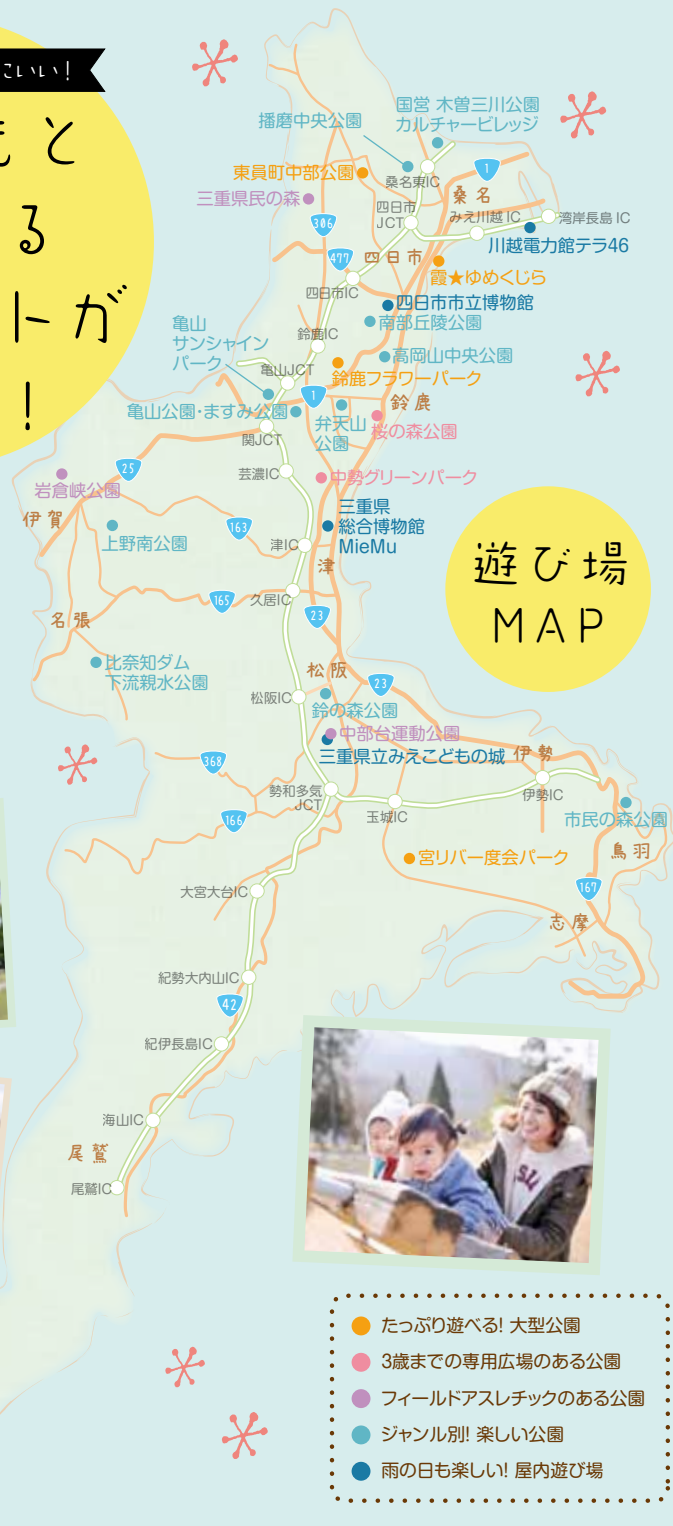 こいい!
もと
る
ートが
!
国営 木曽三川公園
カルチャービレッジ
播磨中央公園
東員町中部公園
桑名東IC
1
桑名
三重県民の森
四日市
JCT
みえ川越 IC
湾岸長島 IC
306
川越電力館テラ46
477
四日市
霞★ゆめくじら
四日市IC
四日市市立博物館
南部丘陵公園
亀山
サンシャイン
パーク
鈴鹿IC
高岡山中央公園
亀山JCT
鈴鹿フラワーパーク
1
鈴鹿
亀山公園・ますみ公園
弁天山
公園
桜の森公園
関JCT
25
芸濃IC
中勢グリーンパーク
岩倉峡公園
伊賀
三重県
総合博物館
MieMu
163
上野南公園
津IC
津
遊び場
MAP
165
久居IC
23
名張
比奈知ダム
下流親水公園
松阪
23
松阪IC
鈴の森公園
中部台運動公園
三重県立みえこどもの城
伊勢
368
勢和多気
JCT
伊勢IC
玉城IC
166
市民の森公園
鳥羽
宮リバー度会パーク
167
大宮大台IC
志摩
紀勢大内山IC
42
紀伊長島IC
海山IC
尾鷲
尾鷲IC
たっぷり遊べる! 大型公園
3歳までの専用広場のある公園
フィールドアスレチックのある公園
ジャンル別! 楽しい公園
雨の日も楽しい! 屋内遊び場